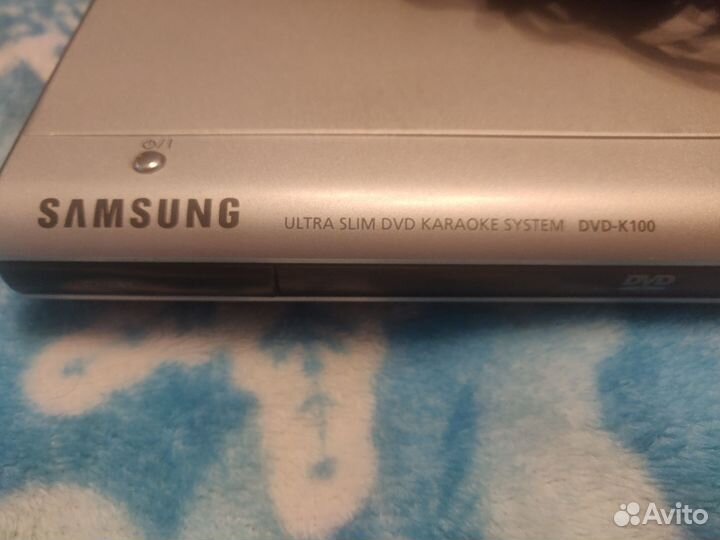 ⏻/I
SAMSUNG ULTRA SLIM DVD KARAOKE SYSTEM DVD-K100
DVD
Avito